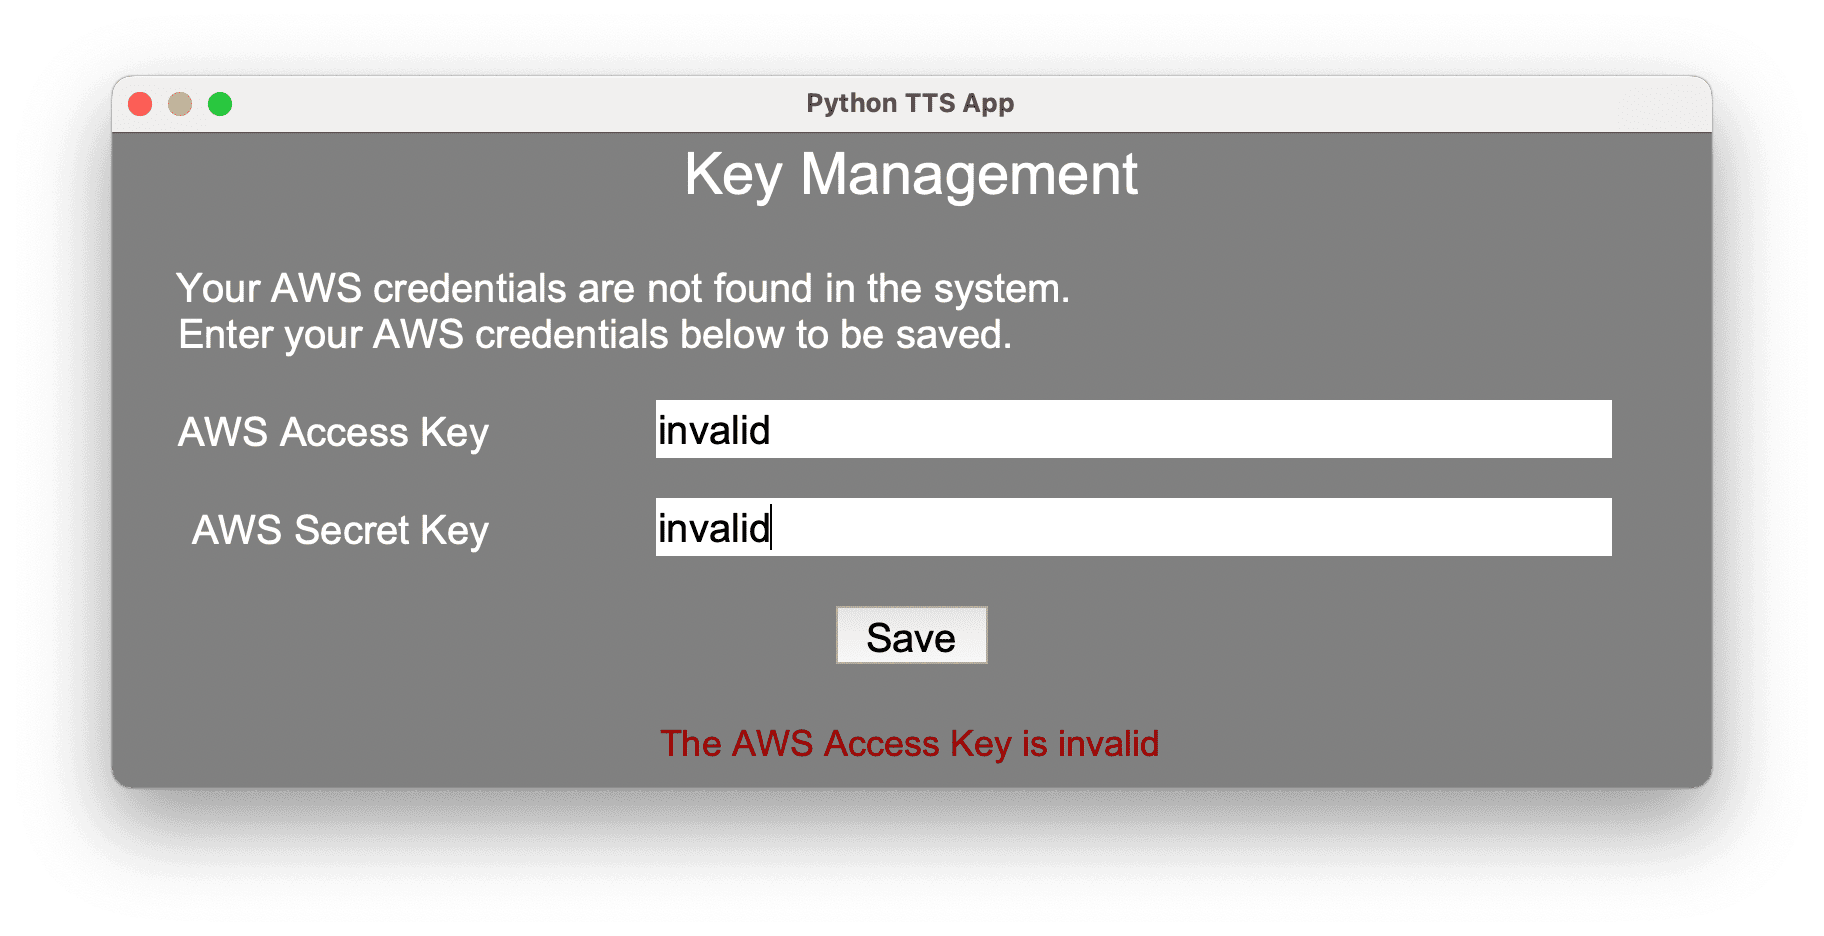 Python TTS App
Key Management
Your AWS credentials are not found in the system.
Enter your AWS credentials below to be saved.
AWS Access Key invalid
AWS Secret Key invalid
Save
The AWS Access Key is invalid